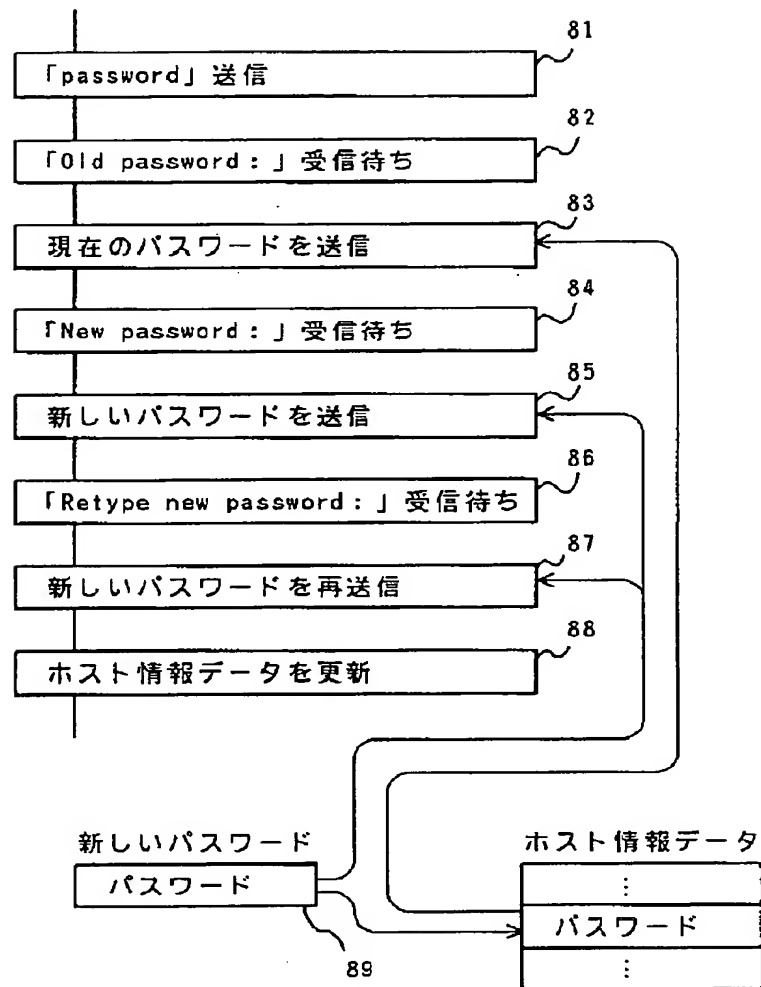 81
「password」送信
82
「Old password:」受信待ち
83
現在のパスワードを送信
84
「New password:」受信待ち
85
新しいパスワードを送信
86
「Retype new password:」受信待ち
87
新しいパスワードを再送信
88
ホスト情報データを更新
新しいパスワード
パスワード
89
ホスト情報データ
⋮
パスワード
⋮